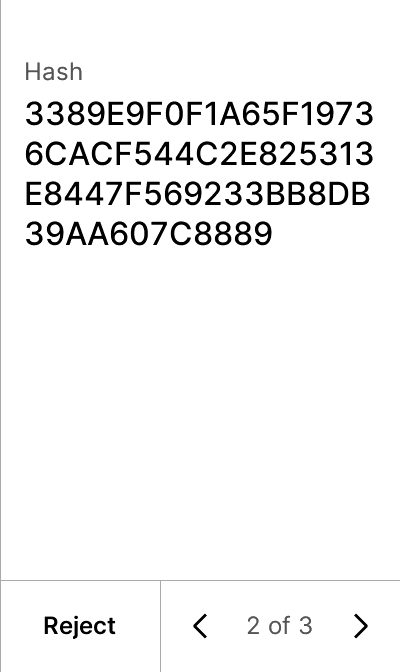 Hash
3389E9F0F1A65F1973
6CACF544C2E825313
E8447F569233BB8DB
39AA607C8889
Reject
2 of 3